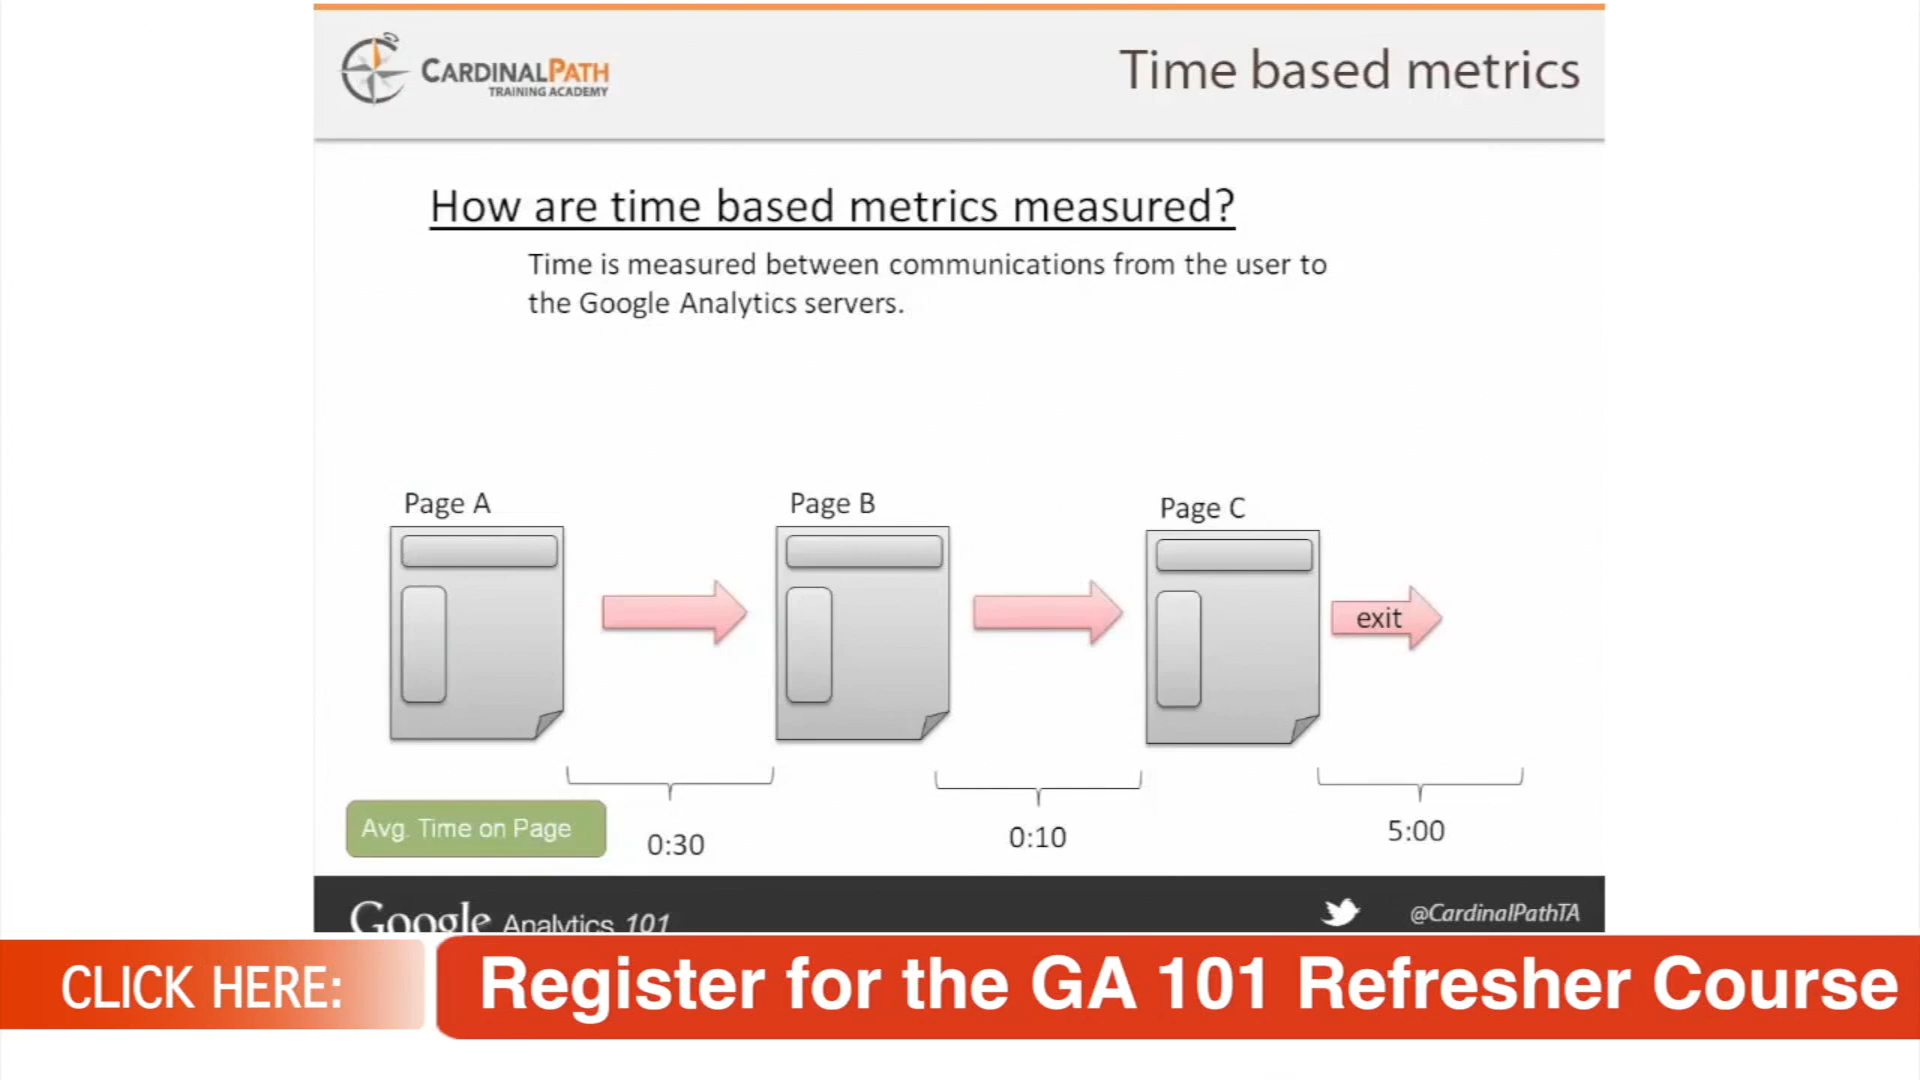 CARDINALPATH
TRAINING ACADEMY
Time based metrics
How are time based metrics measured?
Time is measured between communications from the user to
the Google Analytics servers.
Page A
Page B
Page C
exit
Avg. Time on Page
0:30
0:10
5:00
Google Analytics 101
@CardinalPathTA
CLICK HERE:
Register for the GA 101 Refresher Course